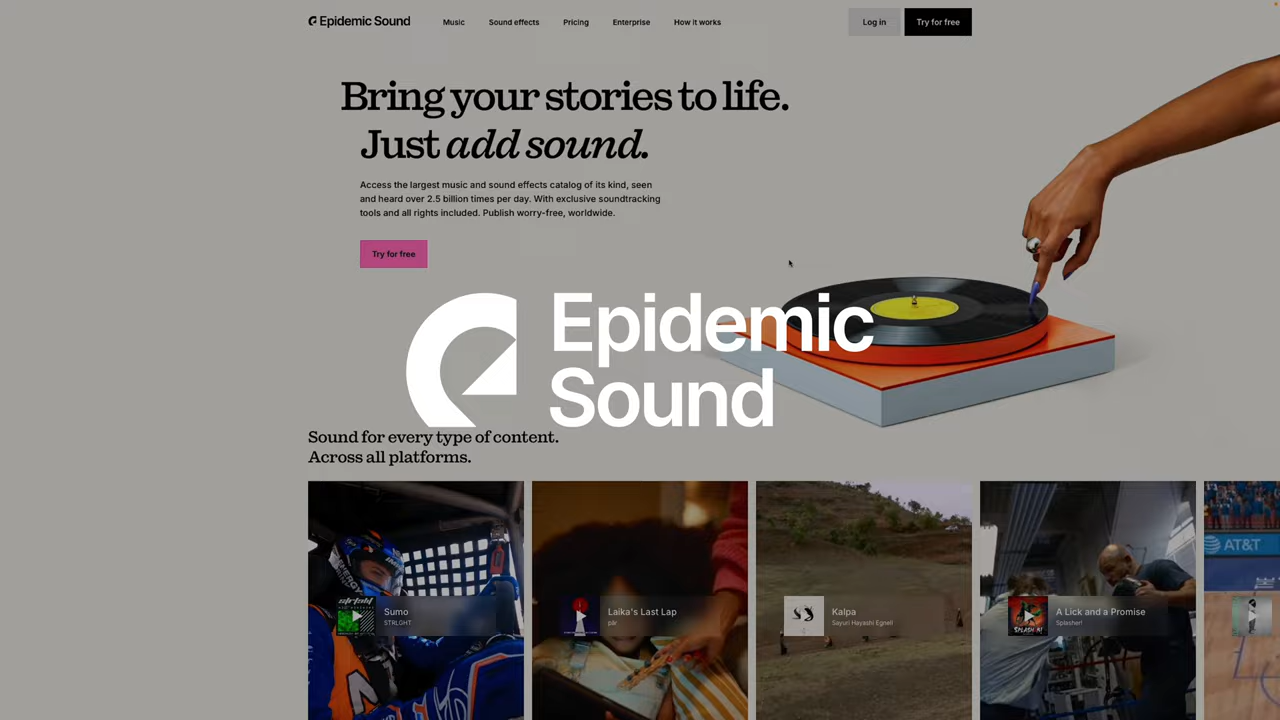 Epidemic Sound
Music
Sound effects
Pricing
Enterprise
How it works
Log in
Try for free
Bring your stories to life.
Just add sound.
Access the largest music and sound effects catalog of its kind, seen
and heard over 2.5 billion times per day. With exclusive soundtracking
tools and all rights included. Publish worry-free, worldwide.
Try for free
Epidemic
Sound
Sound for every type of content.
Across all platforms.
Sumo
STRLGHT
Laika's Last Lap
pär
Kalpa
Sayuri Hayashi Egnell
A Lick and a Promise
Splasher!
AT&T